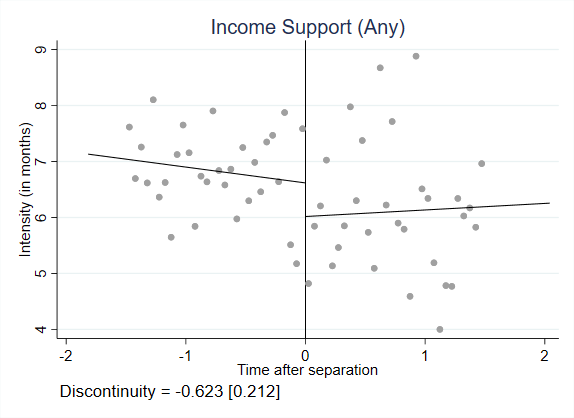 Income Support (Any)
Intensity (in months)
9
8
7
6
5
4
-2
-1
0
1
2
Time after separation
Discontinuity = -0.623 [0.212]